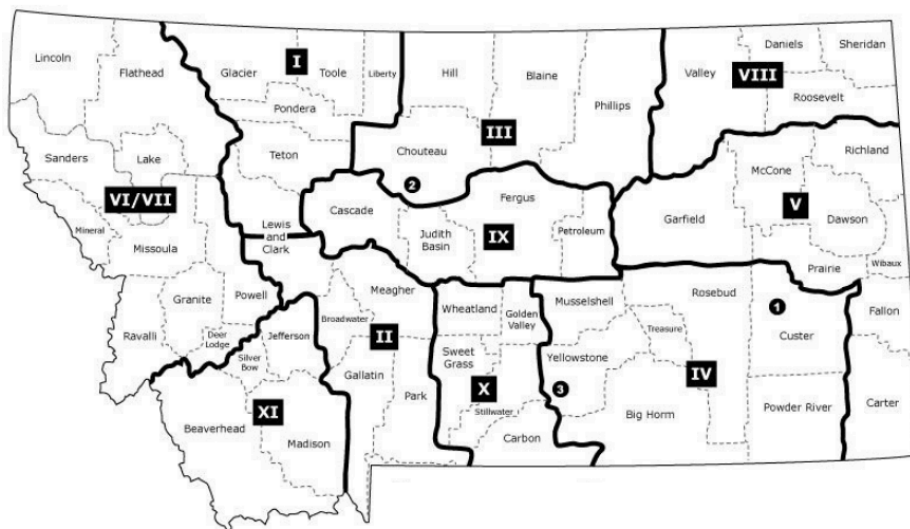 Lincoln
Flathead
Glacier
I
Toole
Liberty
Hill
Blaine
Phillips
Valley
Daniels
Sheridan
VIII
Roosevelt
Pondera
III
Chouteau
Teton
Sanders
Lake
VI/VII
Mineral
Missoula
2
Cascade
Fergus
Judith
Basin
IX
Petroleum
McCone
Richland
V
Garfield
Dawson
Wibaux
Prairie
Lewis
and
Clark
Granite
Powell
Ravalli
Deer
Lodge
Silver
Bow
Jefferson
Broadwater
Meagher
II
Gallatin
Park
Wheatland
Golden
Valley
Sweet
Grass
X
Stillwater
Carbon
Musselshell
Rosebud
1
Custer
Fallon
Treasure
Yellowstone
3
IV
Big Horm
Powder River
Carter
XI
Beaverhead
Madison